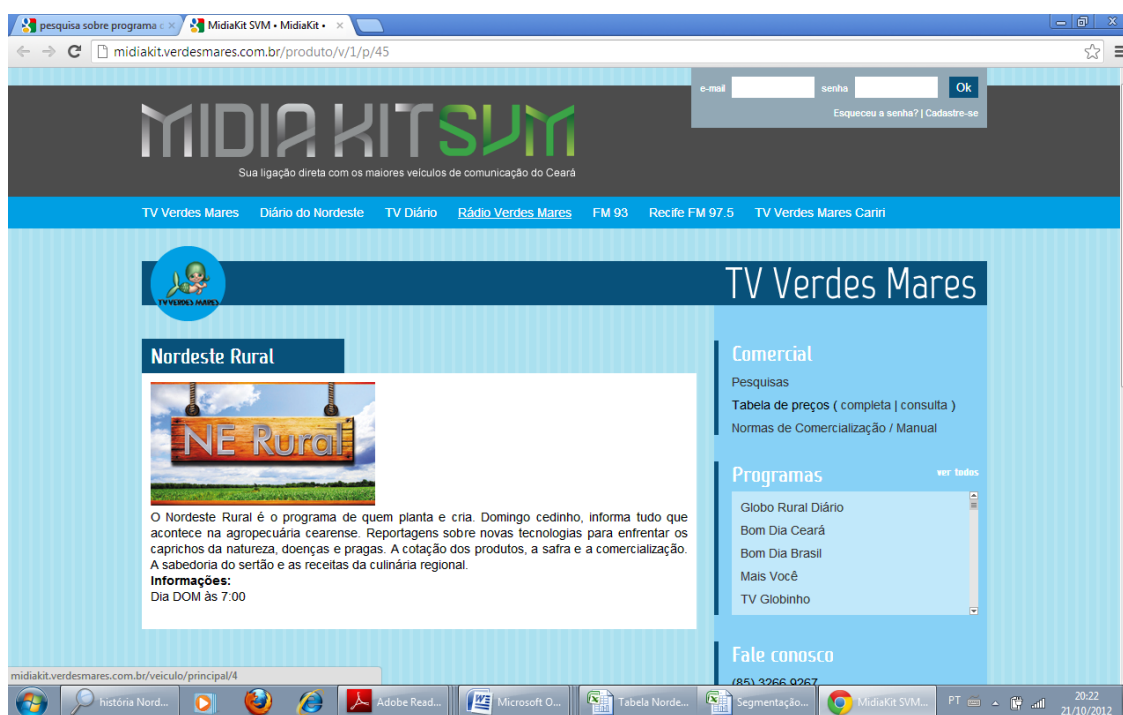 pesquisa sobre programa c
MidiaKit SVM • MidiaKit •
midiakit.verdesmares.com.br/produto/v/1/p/45
e-mail senha Ok
Esqueceu a senha? | Cadastre-se
MIDIA KIT SVM
Sua ligação direta com os maiores veículos de comunicação do Ceará
TV Verdes Mares Diário do Nordeste TV Diário Rádio Verdes Mares FM 93 Recife FM 97.5 TV Verdes Mares Cariri
TV VERDES MARES
TV Verdes Mares
Nordeste Rural
NE Rural
O Nordeste Rural é o programa de quem planta e cria. Domingo cedinho, informa tudo que
acontece na agropecuária cearense. Reportagens sobre novas tecnologias para enfrentar os
caprichos da natureza, doenças e pragas. A cotação dos produtos, a safra e a comercialização.
A sabedoria do sertão e as receitas da culinária regional.
Informações:
Dia DOM às 7:00
Comercial
Pesquisas
Tabela de preços ( completa | consulta )
Normas de Comercialização / Manual
Programas ver todos
Globo Rural Diário
Bom Dia Ceará
Bom Dia Brasil
Mais Você
TV Globinho
Fale conosco
(85) 3266.9267
midiakit.verdesmares.com.br/veiculo/principal/4
história Nord... Adobe Read... Microsoft O... Tabela Norde... Segmentação... MidiaKit SVM... PT 20:22
21/10/2012